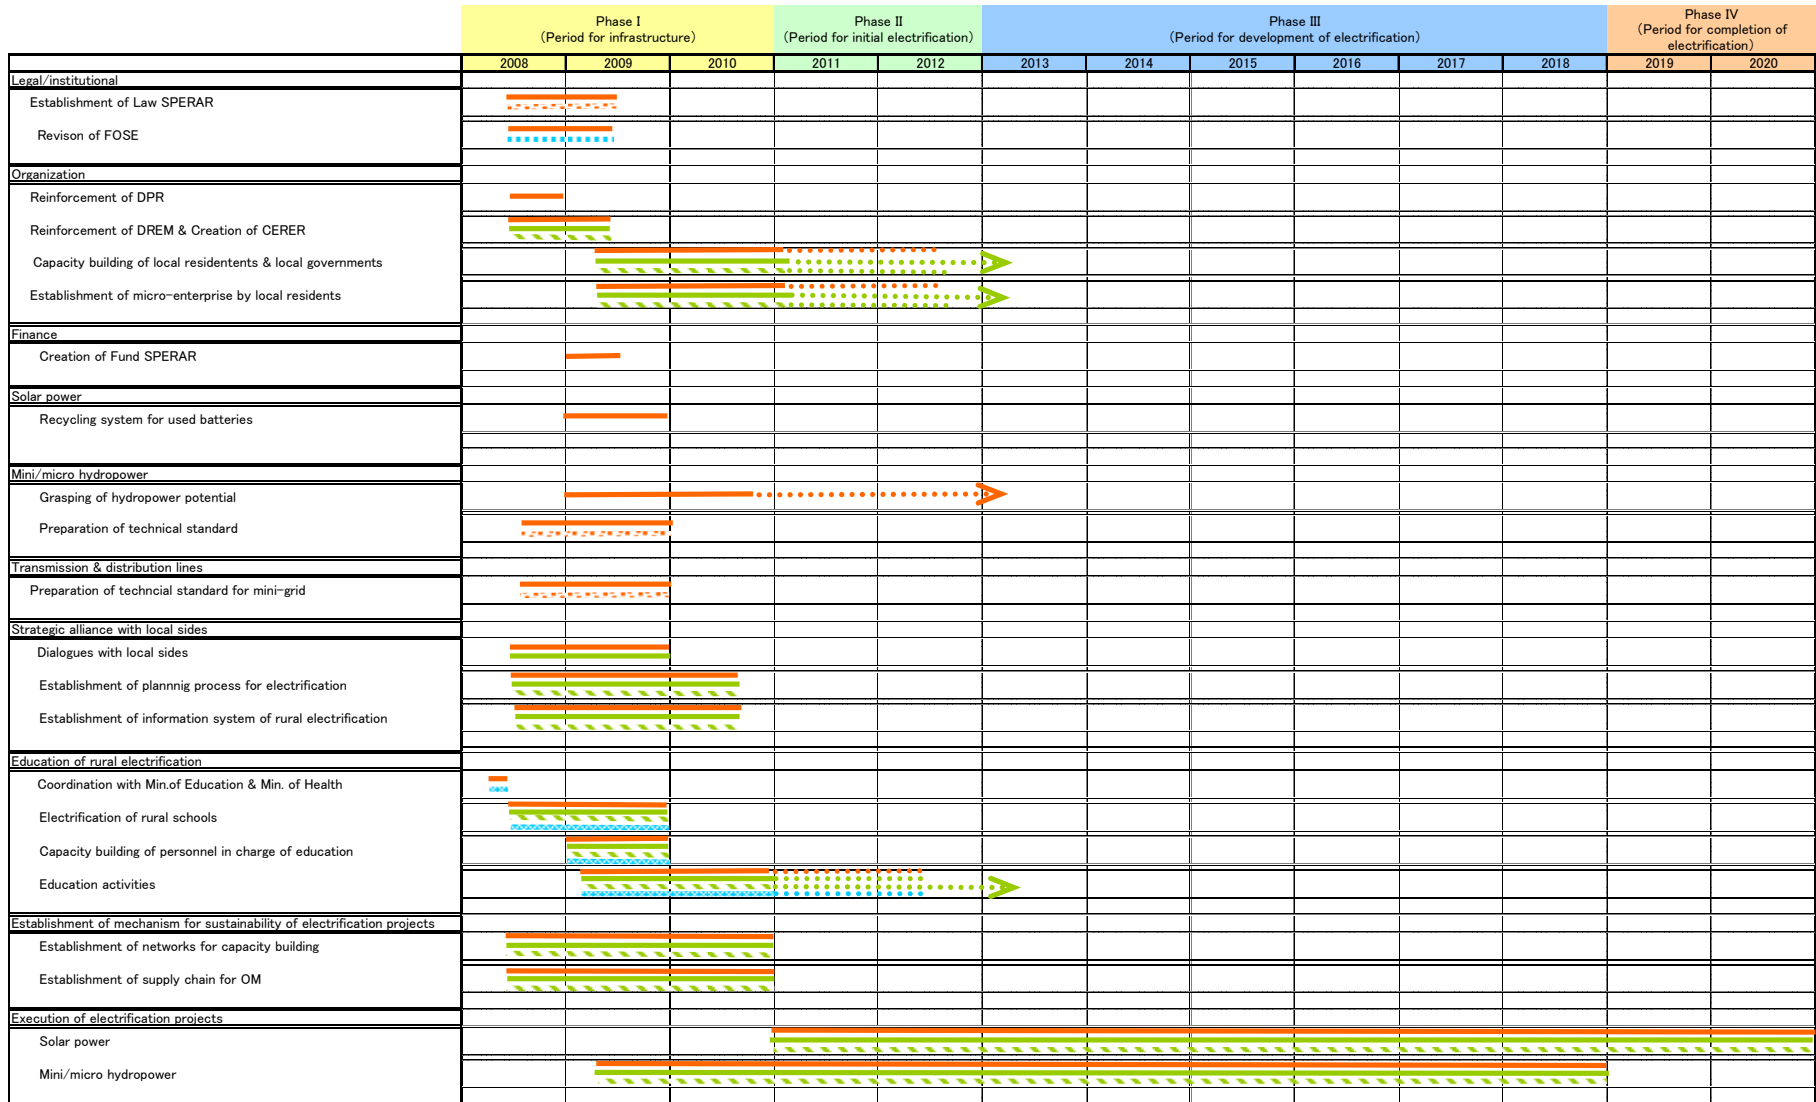 Phase I
(Period for infrastructure)
Phase II
(Period for initial electrification)
Phase III
(Period for development of electrification)
Phase IV
(Period for completion of
electrification)
2008 2009 2010 2011 2012 2013 2014 2015 2016 2017 2018 2019 2020
Legal/institutional
Establishment of Law SPERAR
Revison of FOSE
Organization
Reinforcement of DPR
Reinforcement of DREM & Creation of CERER
Capacity building of local residentents & local governments
Establishment of micro-enterprise by local residents
Finance
Creation of Fund SPERAR
Solar power
Recycling system for used batteries
Mini/micro hydropower
Grasping of hydropower potential
Preparation of technical standard
Transmission & distribution lines
Preparation of techncial standard for mini-grid
Strategic alliance with local sides
Dialogues with local sides
Establishment of plannnig process for electrification
Establishment of information system of rural electrification
Education of rural electrification
Coordination with Min.of Education & Min. of Health
Electrification of rural schools
Capacity building of personnel in charge of education
Education activities
Establishment of mechanism for sustainability of electrification projects
Establishment of networks for capacity building
Establishment of supply chain for OM
Execution of electrification projects
Solar power
Mini/micro hydropower